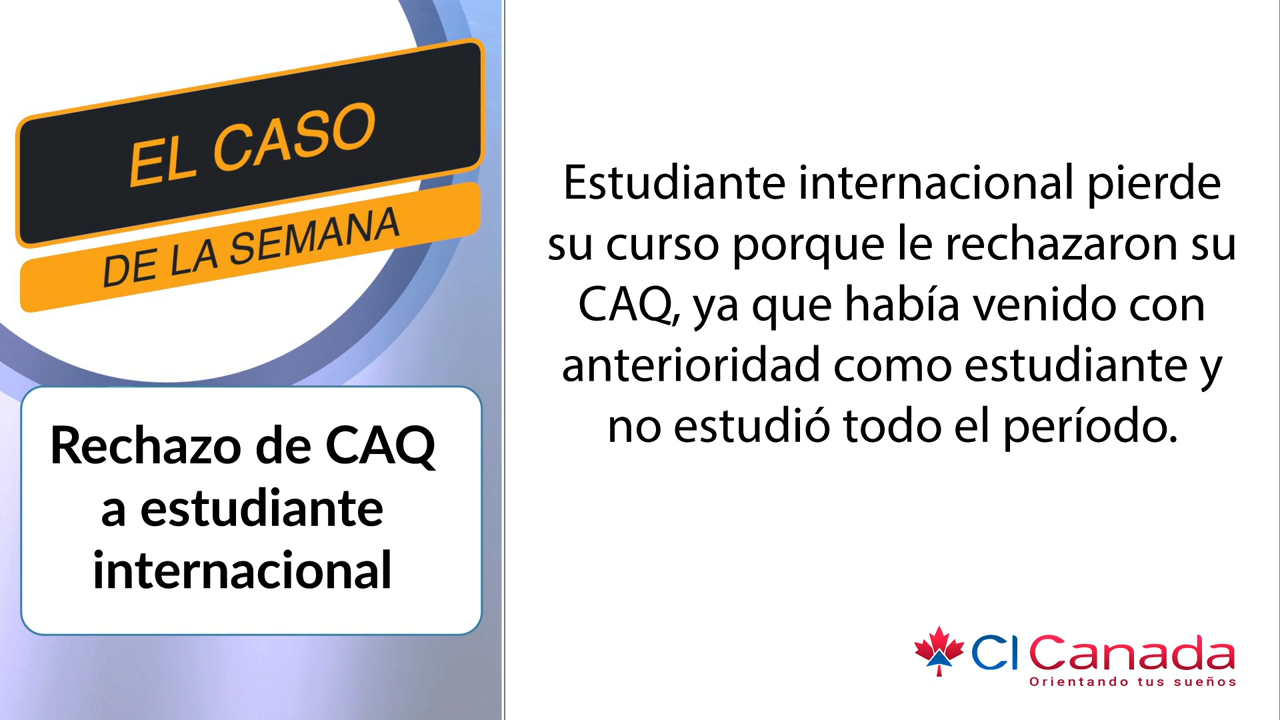 EL CASO
DE LA SEMANA
Rechazo de CAQ
a estudiante
internacional
Estudiante internacional pierde
su curso porque le rechazaron su
CAQ, ya que había venido con
anterioridad como estudiante y
no estudió todo el período.
CI Canada
Orientando tus sueños